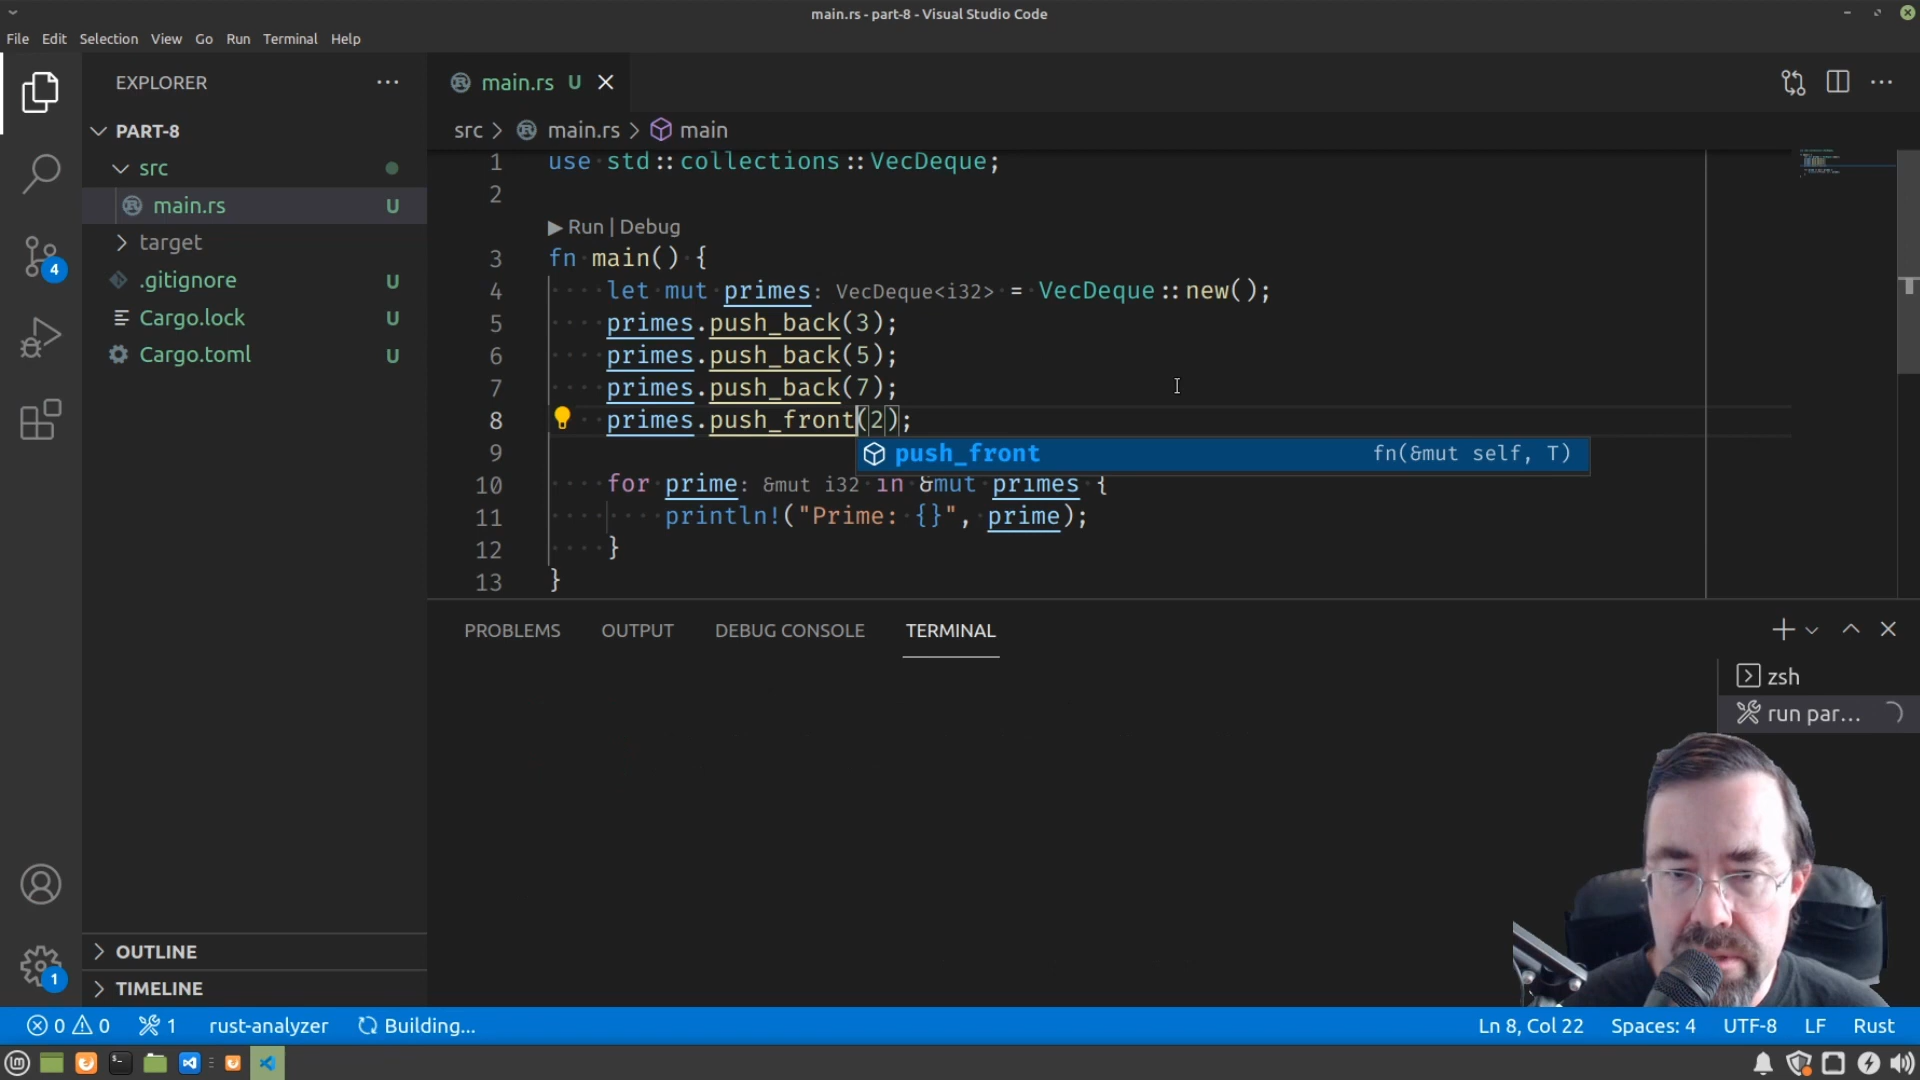 main.rs - part-8 - Visual Studio Code
File Edit Selection View Go Run Terminal Help
EXPLORER
PART-8
src
main.rs U
target
.gitignore U
Cargo.lock U
Cargo.toml U
OUTLINE
TIMELINE
4
1
main.rs U
src > main.rs > main
1 use std::collections::VecDeque;
2
Run | Debug
3 fn main() {
4 let mut primes: VecDeque<i32> = VecDeque::new();
5 primes.push_back(3);
6 primes.push_back(5);
7 primes.push_back(7);
8 primes.push_front(2);
9
push_front fn(&mut self, T)
10 for prime: &mut i32 in &mut primes {
11 println!("Prime: {}", prime);
12 }
13 }
PROBLEMS OUTPUT DEBUG CONSOLE TERMINAL
zsh
run par...
0 0 1 rust-analyzer Building... Ln 8, Col 22 Spaces: 4 UTF-8 LF Rust